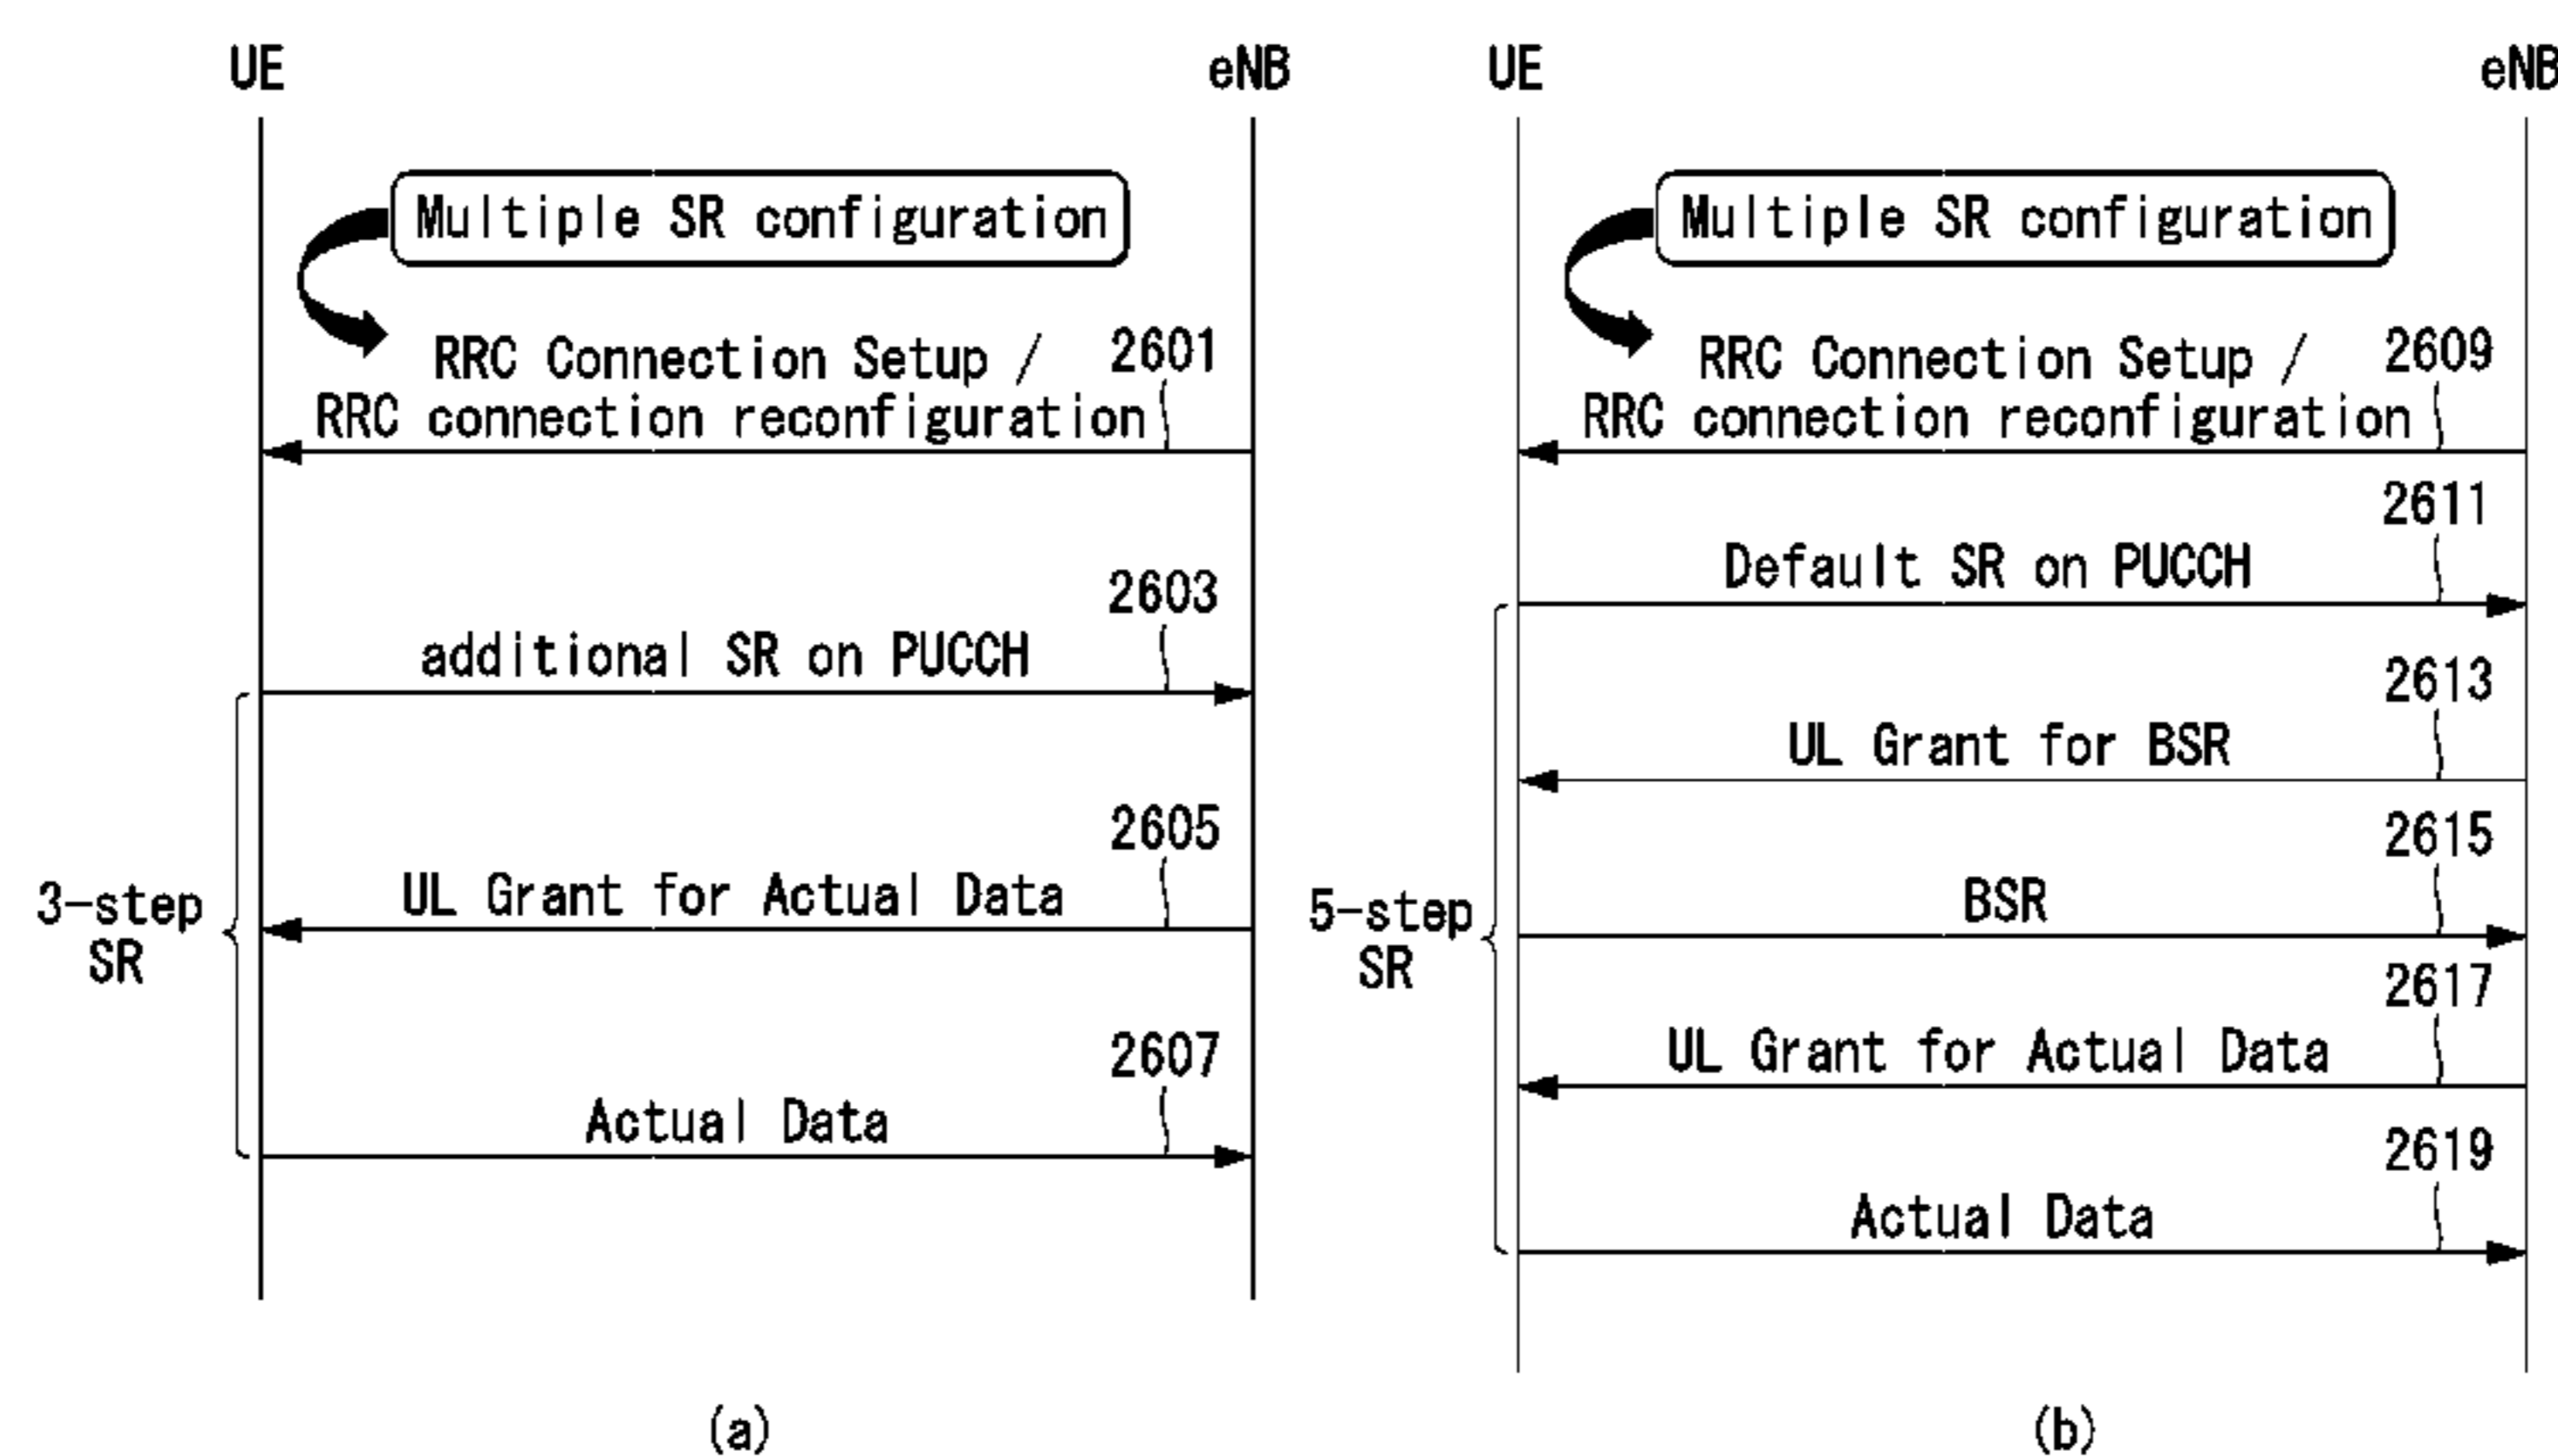 UE
eNB
Multiple SR configuration
RRC Connection Setup /
RRC connection reconfiguration
2601
additional SR on PUCCH
2603
UL Grant for Actual Data
2605
Actual Data
2607
3-step
SR
(a)
UE
eNB
Multiple SR configuration
RRC Connection Setup /
RRC connection reconfiguration
2609
Default SR on PUCCH
2611
UL Grant for BSR
2613
BSR
2615
UL Grant for Actual Data
2617
Actual Data
2619
5-step
SR
(b)